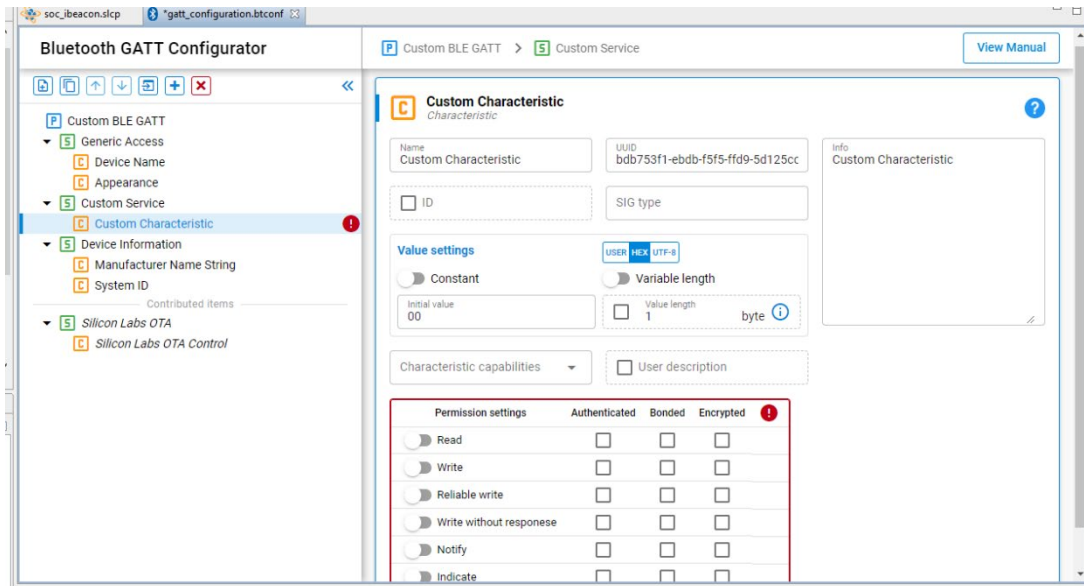 soc_ibeacon.slcp
*gatt_configuration.btconf
Bluetooth GATT Configurator
P Custom BLE GATT
S Generic Access
C Device Name
C Appearance
S Custom Service
C Custom Characteristic
S Device Information
C Manufacturer Name String
C System ID
Contributed items
S Silicon Labs OTA
C Silicon Labs OTA Control
P Custom BLE GATT > S Custom Service
View Manual
C Custom Characteristic
Characteristic
?
Name
Custom Characteristic
UUID
bdb753f1-ebdb-f5f5-ffd9-5d125cc
Info
Custom Characteristic
ID
SIG type
Value settings
USER HEX UTF-8
Constant
Variable length
Initial value
00
Value length
1 byte
Characteristic capabilities
User description
Permission settings Authenticated Bonded Encrypted
Read
Write
Reliable write
Write without responese
Notify
Indicate